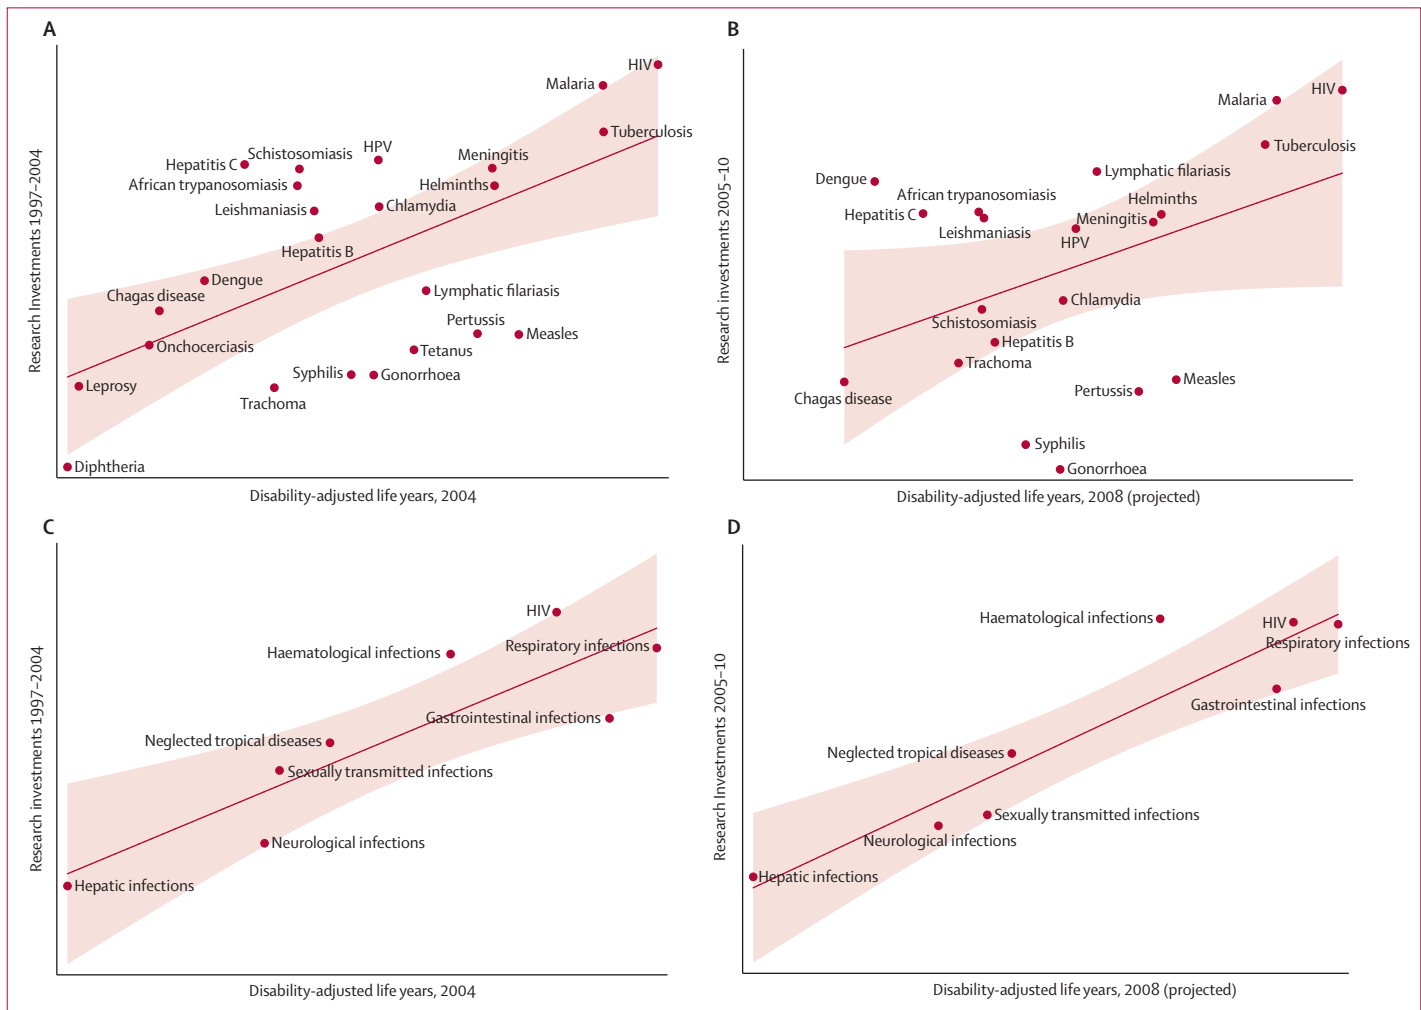 A
Research Investments 1997–2004
HIV
Malaria
Tuberculosis
HPV
Schistosomiasis
Hepatitis C
Meningitis
African trypanosomiasis
Helminths
Leishmaniasis
Chlamydia
Hepatitis B
Dengue
Chagas disease
Lymphatic filariasis
Pertussis
Measles
Onchocerciasis
Tetanus
Syphilis
Gonorrhoea
Leprosy
Trachoma
Diphtheria
Disability-adjusted life years, 2004
B
Research investments 2005–10
HIV
Malaria
Tuberculosis
Lymphatic filariasis
Dengue
African trypanosomiasis
Helminths
Hepatitis C
Meningitis
Leishmaniasis
HPV
Chlamydia
Schistosomiasis
Hepatitis B
Trachoma
Measles
Pertussis
Chagas disease
Syphilis
Gonorrhoea
Disability-adjusted life years, 2008 (projected)
C
Research investments 1997–2004
HIV
Respiratory infections
Haematological infections
Gastrointestinal infections
Neglected tropical diseases
Sexually transmitted infections
Neurological infections
Hepatic infections
Disability-adjusted life years, 2004
D
Research Investments 2005–10
Haematological infections
HIV
Respiratory infections
Gastrointestinal infections
Neglected tropical diseases
Sexually transmitted infections
Neurological infections
Hepatic infections
Disability-adjusted life years, 2008 (projected)